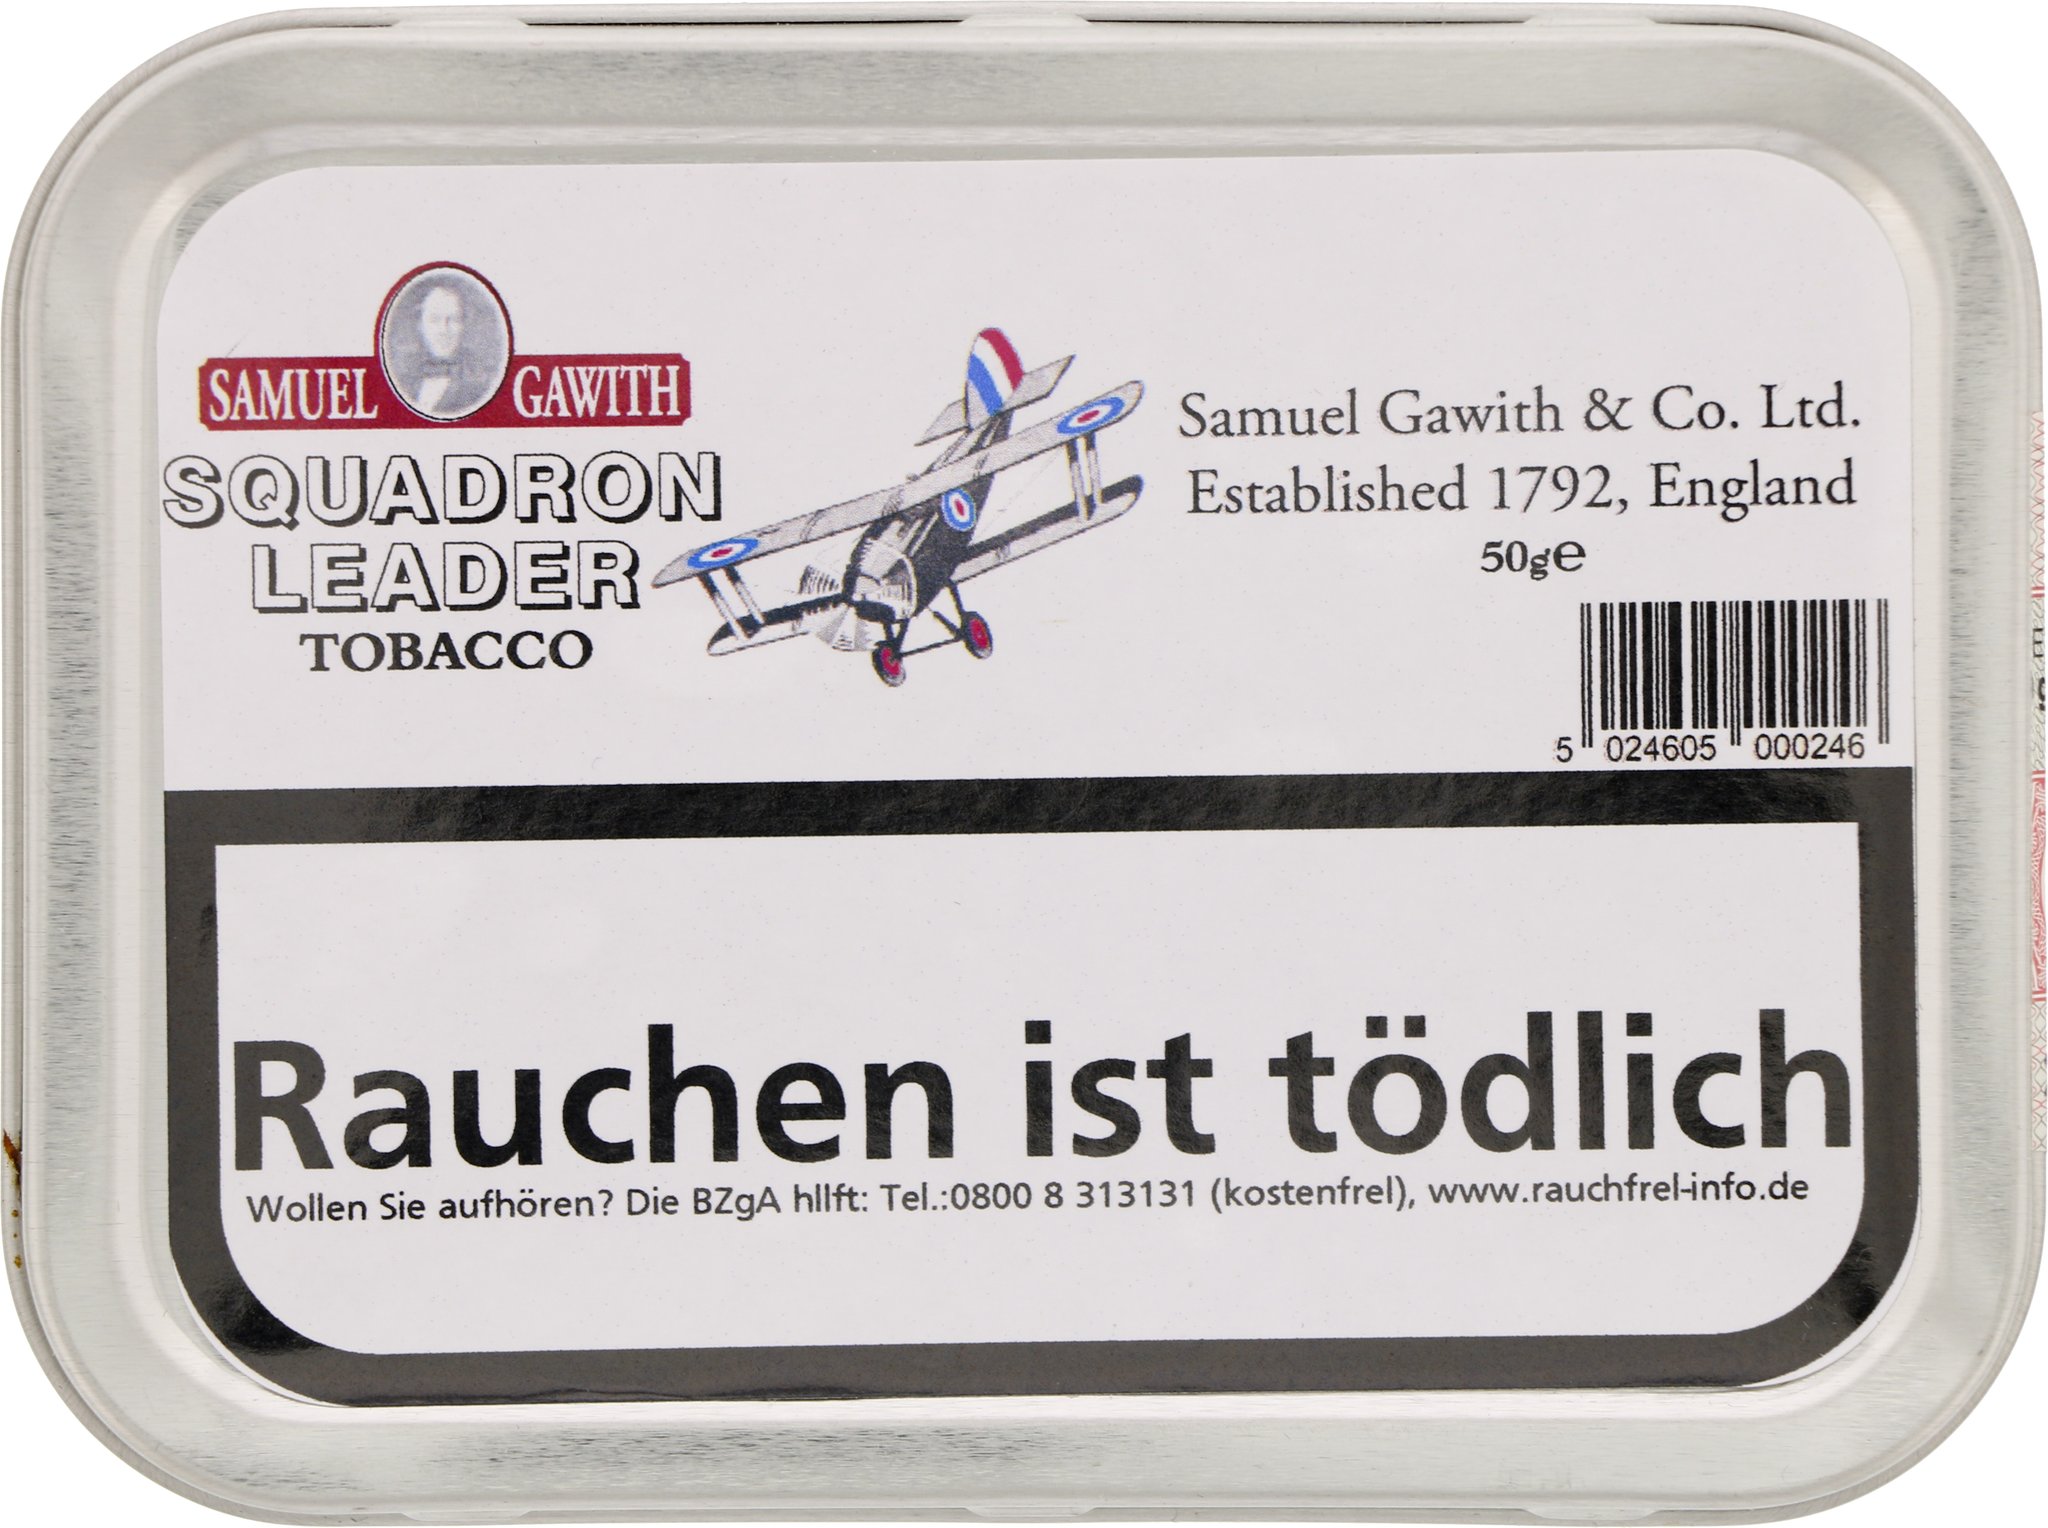 SAMUEL GAWITH
SQUADRON
LEADER
TOBACCO
Samuel Gawith & Co. Ltd.
Established 1792, England
50g℮
5 024605 000246
Rauchen ist tödlich
Wollen Sie aufhören? Die BZgA hllft: Tel.:0800 8 313131 (kostenfrel), www.rauchfrel-info.de